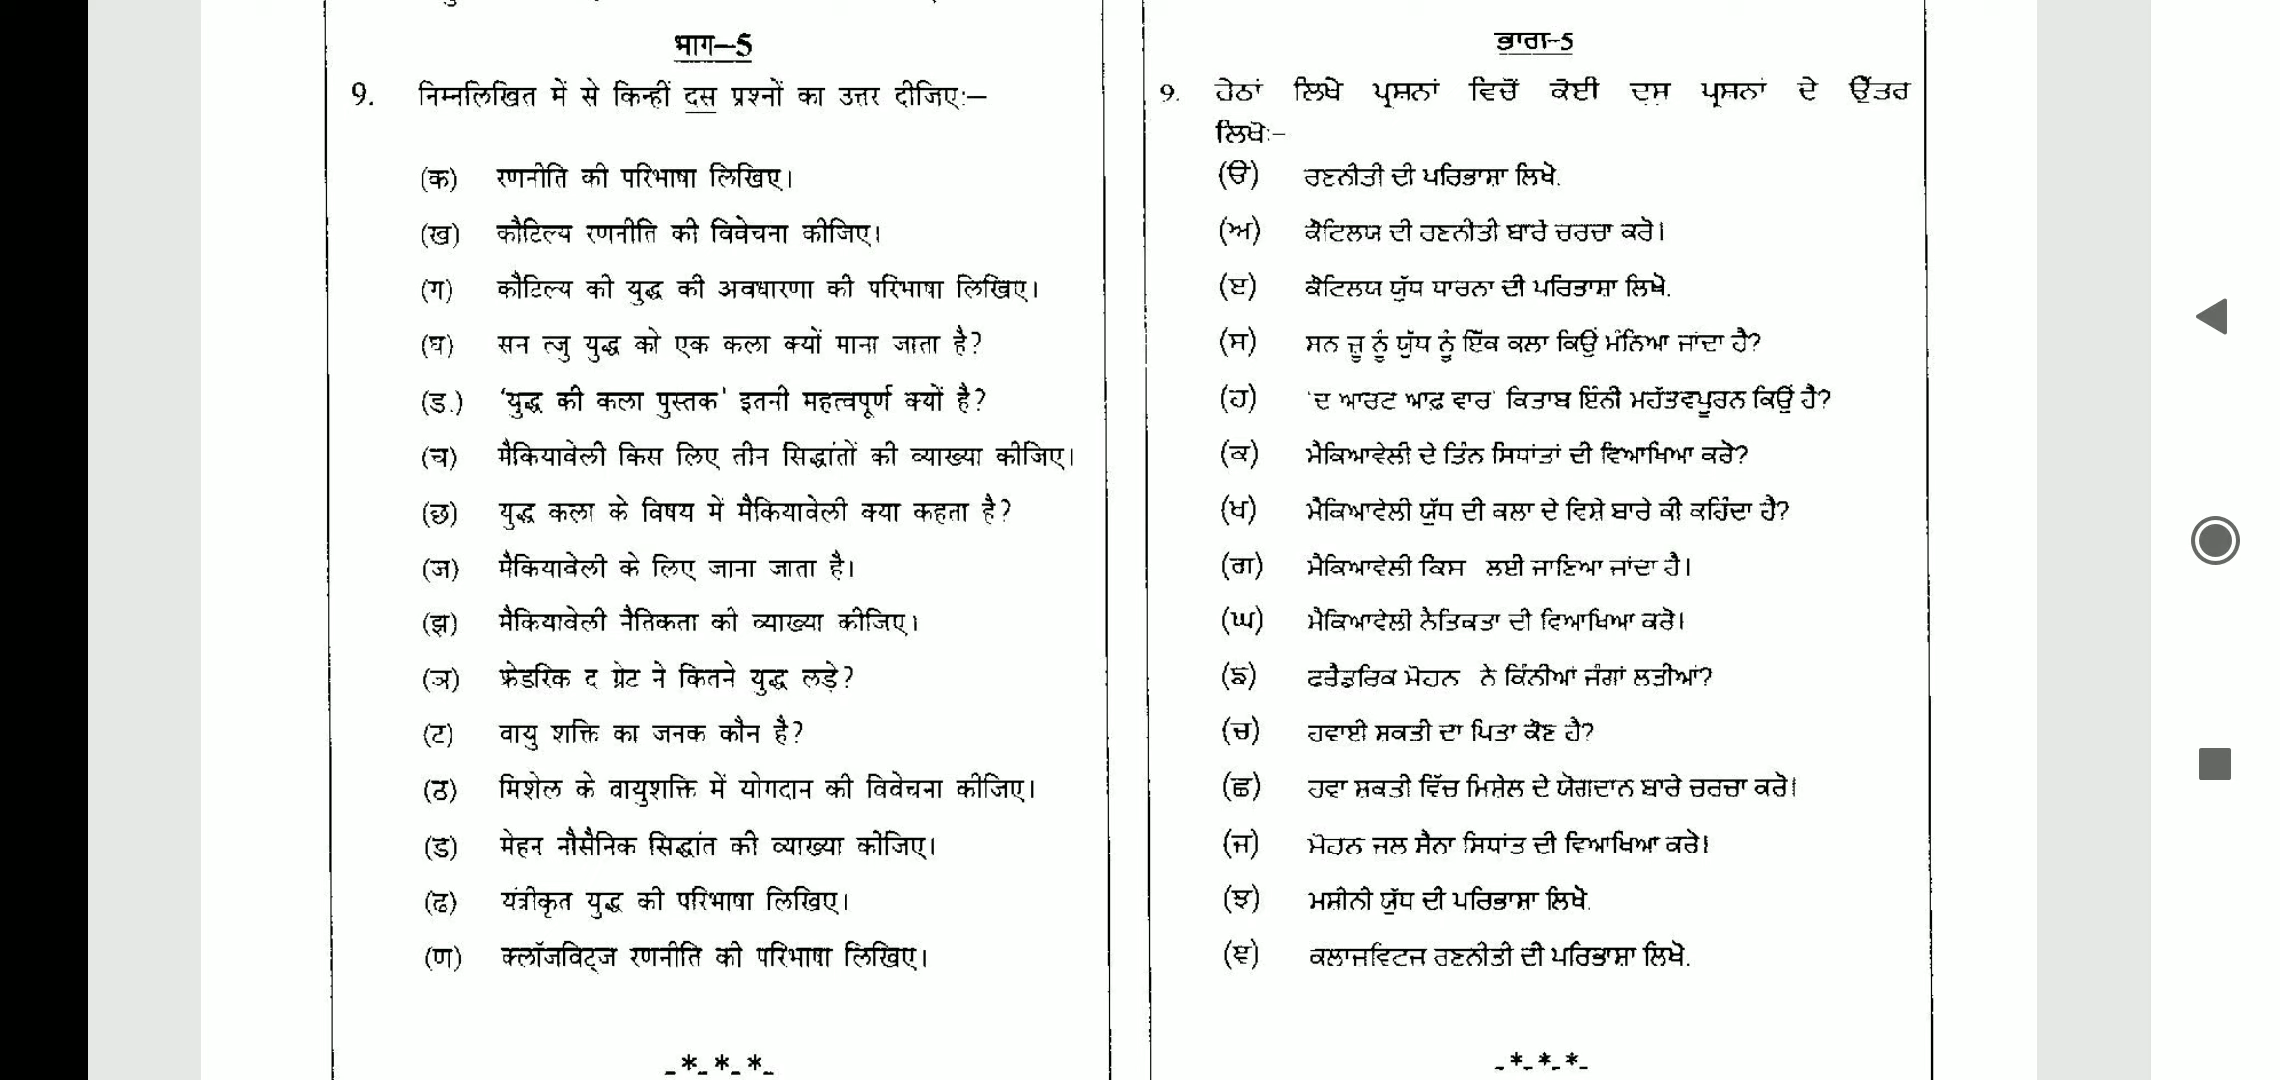 भाग–5
9. निम्नलिखित में से किन्हीं दस प्रश्नों का उत्तर दीजिए:–
(क) रणनीति की परिभाषा लिखिए।
(ख) कौटिल्य रणनीति की विवेचना कीजिए।
(ग) कौटिल्य की युद्ध की अवधारणा की परिभाषा लिखिए।
(घ) सन त्जु युद्ध को एक कला क्यों माना जाता है?
(ड.) 'युद्ध की कला पुस्तक' इतनी महत्वपूर्ण क्यों है?
(च) मैकियावेली किस लिए तीन सिद्धांतों की व्याख्या कीजिए।
(छ) युद्ध कला के विषय में मैकियावेली क्या कहता है?
(ज) मैकियावेली के लिए जाना जाता है।
(झ) मैकियावेली नैतिकता की व्याख्या कीजिए।
(ञ) फ्रेडरिक द ग्रेट ने कितने युद्ध लड़े?
(ट) वायु शक्ति का जनक कौन है?
(ठ) मिशेल के वायुशक्ति में योगदान की विवेचना कीजिए।
(ड) मेहन नौसैनिक सिद्धांत की व्याख्या कीजिए।
(ढ) यंत्रीकृत युद्ध की परिभाषा लिखिए।
(ण) क्लॉजविट्ज रणनीति की परिभाषा लिखिए।
-*-*-*-
ਭਾਗ-5
9. ਹੇਠਾਂ ਲਿਖੇ ਪ੍ਰਸ਼ਨਾਂ ਵਿਚੋਂ ਕੋਈ ਦਸ ਪ੍ਰਸ਼ਨਾਂ ਦੇ ਉੱਤਰ
ਲਿਖੋ:–
(ੳ) ਰਣਨੀਤੀ ਦੀ ਪਰਿਭਾਸ਼ਾ ਲਿਖੋ.
(ਅ) ਕੌਟਿਲਯ ਦੀ ਰਣਨੀਤੀ ਬਾਰੇ ਚਰਚਾ ਕਰੋ।
(ੲ) ਕੌਟਿਲਯ ਯੁੱਧ ਧਾਰਨਾ ਦੀ ਪਰਿਭਾਸ਼ਾ ਲਿਖੋ.
(ਸ) ਸਨ ਜ਼ੂ ਨੂੰ ਯੁੱਧ ਨੂੰ ਇੱਕ ਕਲਾ ਕਿਉਂ ਮੰਨਿਆ ਜਾਂਦਾ ਹੈ?
(ਹ) 'ਦ ਆਰਟ ਆਫ਼ ਵਾਰ' ਕਿਤਾਬ ਇੰਨੀ ਮਹੱਤਵਪੂਰਨ ਕਿਉਂ ਹੈ?
(ਕ) ਮੈਕਿਆਵੇਲੀ ਦੇ ਤਿੰਨ ਸਿਧਾਂਤਾਂ ਦੀ ਵਿਆਖਿਆ ਕਰੋ?
(ਖ) ਮੈਕਿਆਵੇਲੀ ਯੁੱਧ ਦੀ ਕਲਾ ਦੇ ਵਿਸ਼ੇ ਬਾਰੇ ਕੀ ਕਹਿੰਦਾ ਹੈ?
(ਗ) ਮੈਕਿਆਵੇਲੀ ਕਿਸ ਲਈ ਜਾਣਿਆ ਜਾਂਦਾ ਹੈ।
(ਘ) ਮੈਕਿਆਵੇਲੀ ਨੈਤਿਕਤਾ ਦੀ ਵਿਆਖਿਆ ਕਰੋ।
(ਙ) ਫਰੈਡਰਿਕ ਮੋਹਨ ਨੇ ਕਿੰਨੀਆਂ ਜੰਗਾਂ ਲੜੀਆਂ?
(ਚ) ਹਵਾਈ ਸ਼ਕਤੀ ਦਾ ਪਿਤਾ ਕੌਣ ਹੈ?
(ਛ) ਹਵਾ ਸ਼ਕਤੀ ਵਿੱਚ ਮਿਸ਼ੇਲ ਦੇ ਯੋਗਦਾਨ ਬਾਰੇ ਚਰਚਾ ਕਰੋ।
(ਜ) ਮੋਹਨ ਜਲ ਸੈਨਾ ਸਿਧਾਂਤ ਦੀ ਵਿਆਖਿਆ ਕਰੋ।
(ਝ) ਮਸ਼ੀਨੀ ਯੁੱਧ ਦੀ ਪਰਿਭਾਸ਼ਾ ਲਿਖੋ.
(ਞ) ਕਲਾਜਵਿਟਜ ਰਣਨੀਤੀ ਦੀ ਪਰਿਭਾਸ਼ਾ ਲਿਖੋ.
-*-*-*-